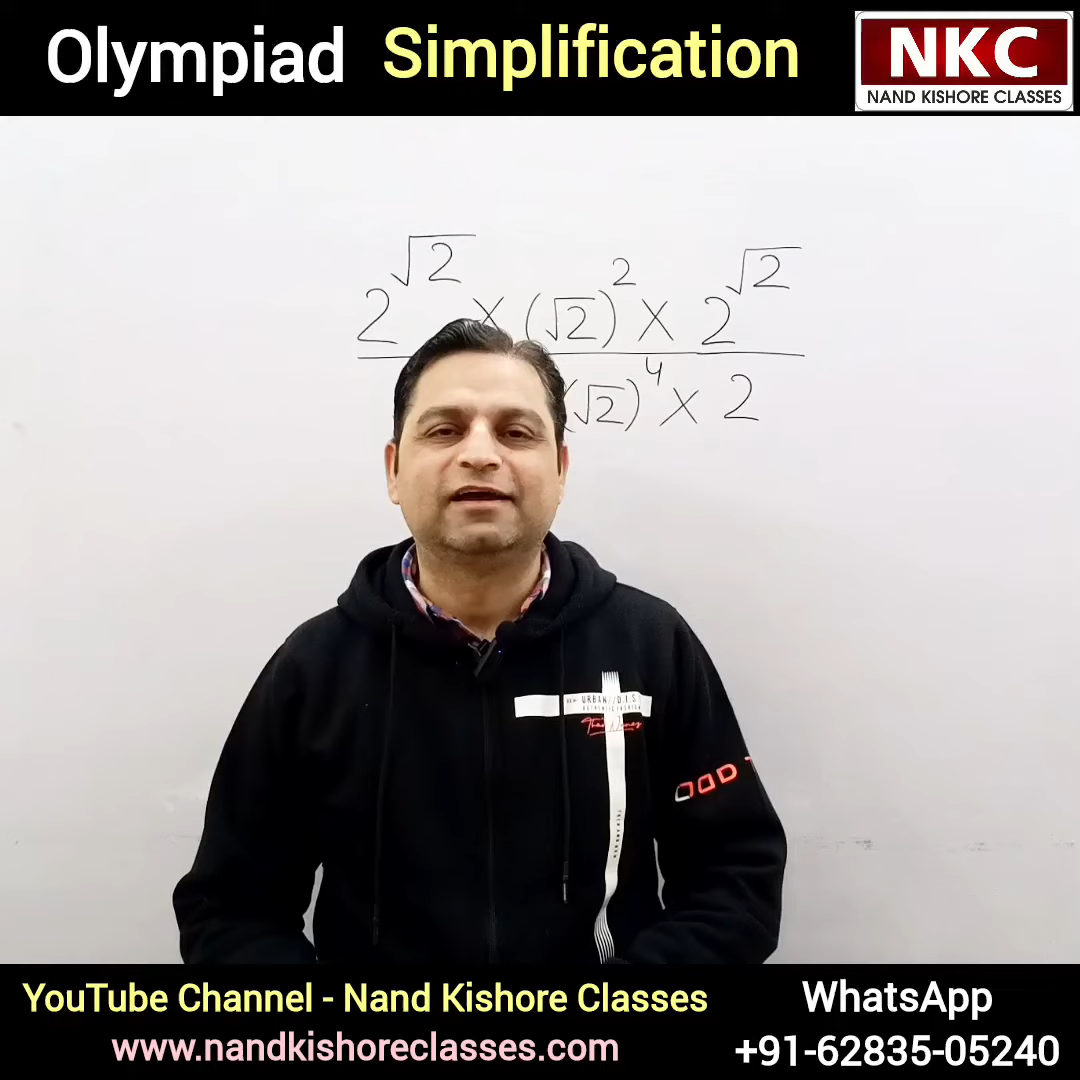 Olympiad Simplification
NKC
NAND KISHORE CLASSES
2^√2 × (√2)^2 × 2^√2
(√2)^4 × 2
URBAN//D.I.S
YouTube Channel - Nand Kishore Classes
WhatsApp
www.nandkishoreclasses.com
+91-62835-05240